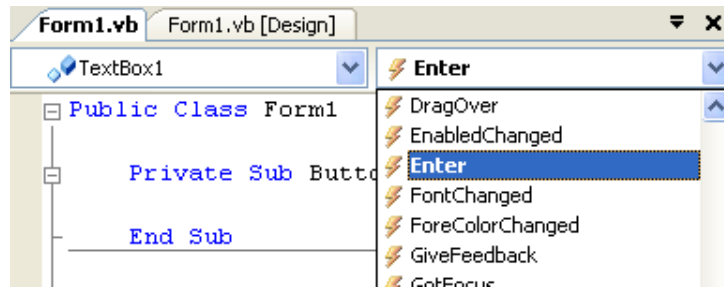 Form1.vb Form1.vb [Design]
TextBox1 Enter
Public Class Form1
Private Sub
End Sub
DragOver
EnabledChanged
Enter
FontChanged
ForeColorChanged
GiveFeedback
GotFocus